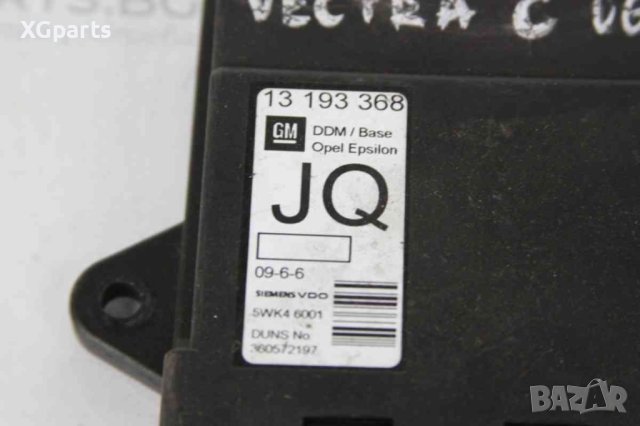 XGparts
VECTRA C
13 193 368
GM
DDM / Base
Opel Epsilon
JQ
09-6-6
SIEMENS VDO
5WK4 6001
DUNS No.
360572197
BAZAR